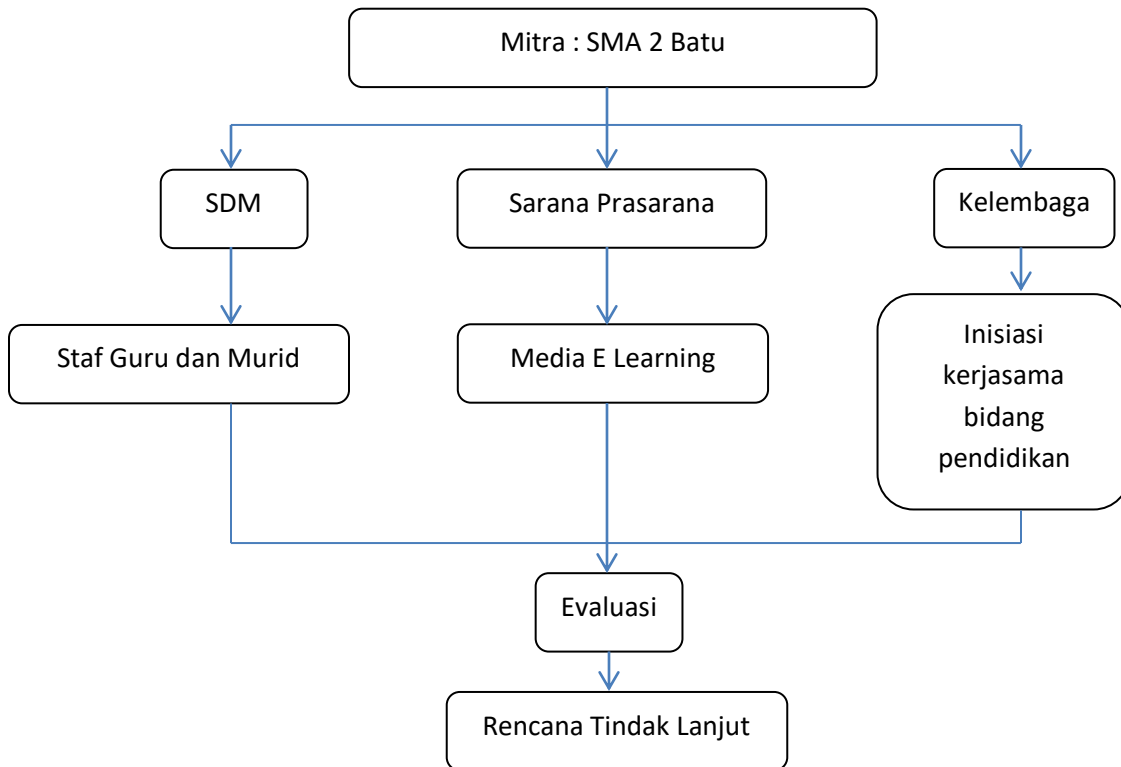 Mitra : SMA 2 Batu
SDM
Sarana Prasarana
Kelembaga
Staf Guru dan Murid
Media E Learning
Inisiasi
kerjasama
bidang
pendidikan
Evaluasi
Rencana Tindak Lanjut